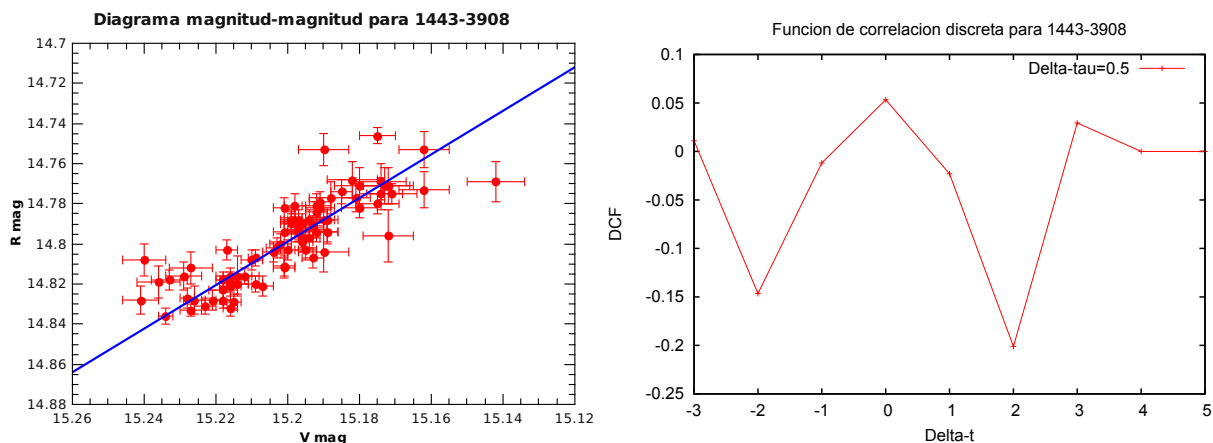 Diagrama magnitud-magnitud para 1443-3908
14.7
14.72
14.74
14.76
14.78
14.8
14.82
14.84
14.86
14.88
R mag
15.26 15.24 15.22 15.2 15.18 15.16 15.14 15.12
V mag
Funcion de correlacion discreta para 1443-3908
Delta-tau=0.5
0.1
0.05
0
-0.05
-0.1
-0.15
-0.2
-0.25
DCF
-3 -2 -1 0 1 2 3 4 5
Delta-t